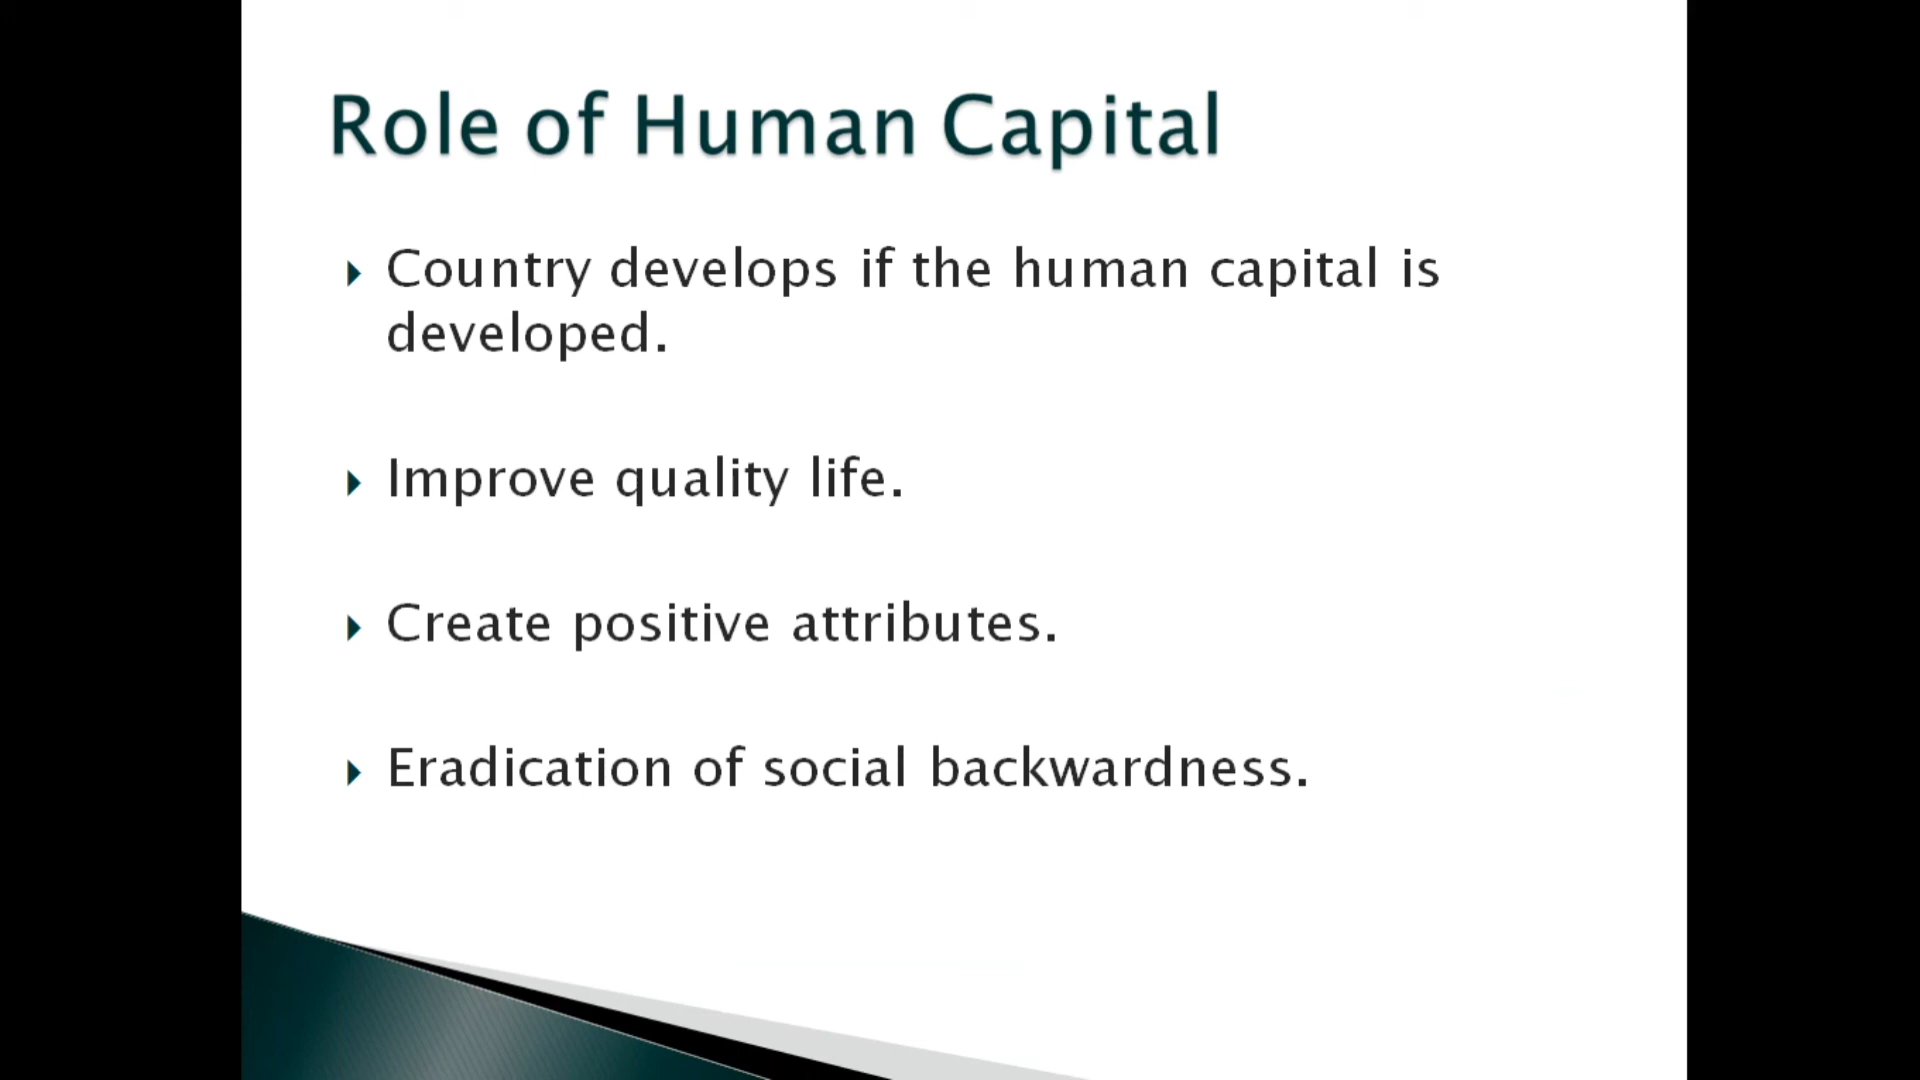 Role of Human Capital
Country develops if the human capital is
developed.
Improve quality life.
Create positive attributes.
Eradication of social backwardness.